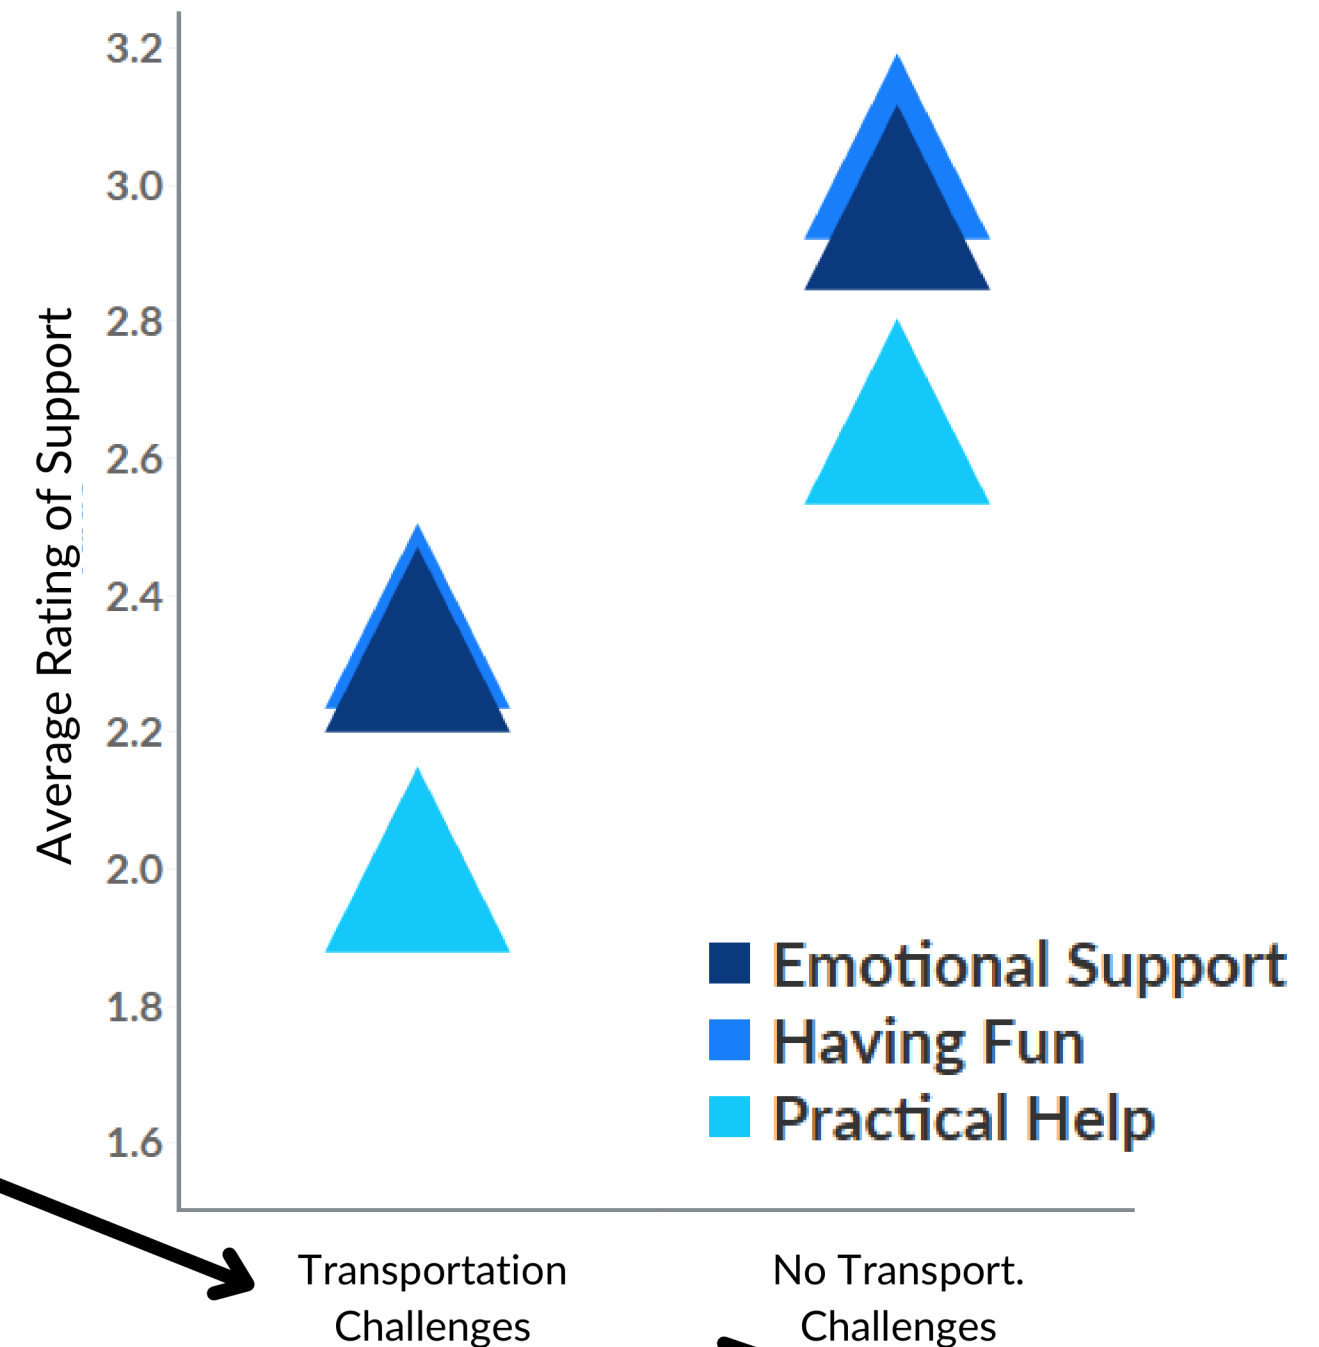 3.2
3.0
2.8
2.6
2.4
2.2
2.0
1.8
1.6
Average Rating of Support
Emotional Support
Having Fun
Practical Help
Transportation
Challenges
No Transport.
Challenges